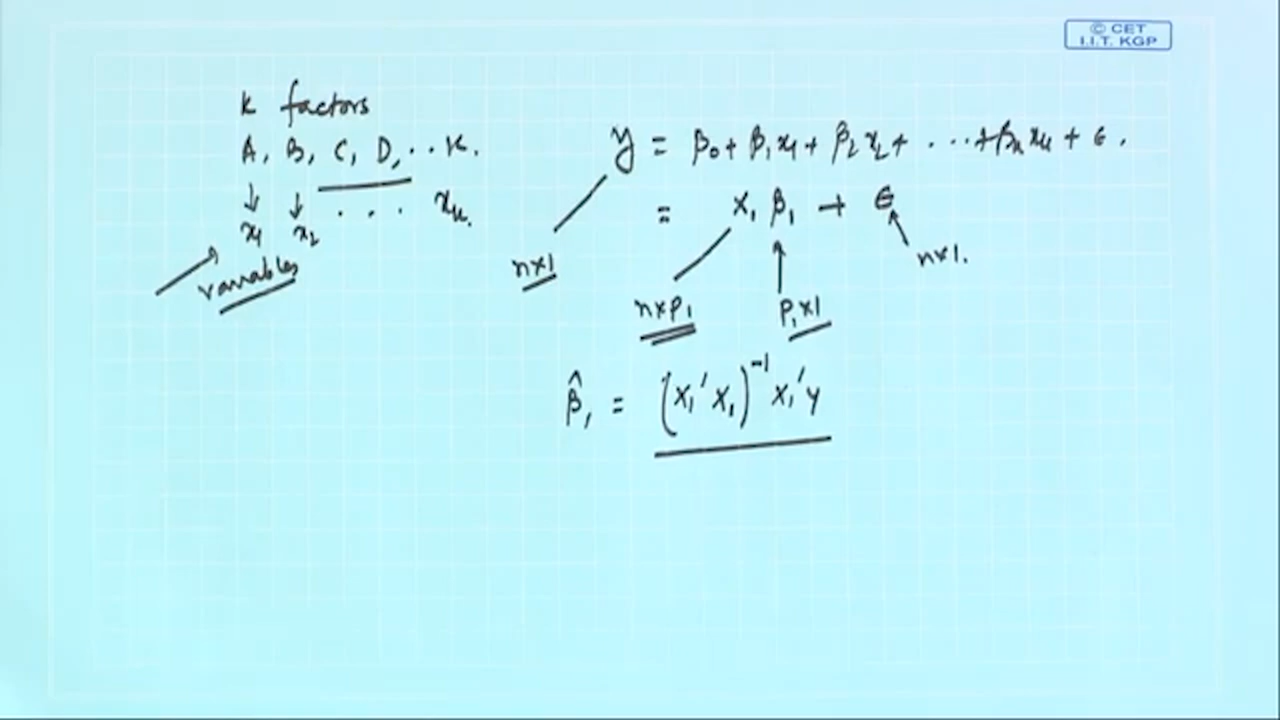 © CET
I.I.T. KGP
K factors
A, B, C, D, .. K.
↓ ↓ . . . xₖ.
x₁ x₂
variables
y = β₀ + β₁x₁ + β₂x₂ + . ... + βₖxₖ + ε.
= X₁ β₁ + ε
n×1
n×1.
n×p₁
p₁×1
β̂₁ = (X₁′ X₁)⁻¹ X₁′ y